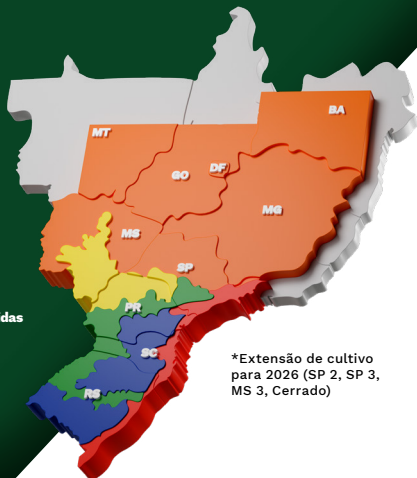 BA
MT
DF
GO
MG
MS
SP
PR
das
SC
*Extensão de cultivo
para 2026 (SP 2, SP 3,
MS 3, Cerrado)
RS